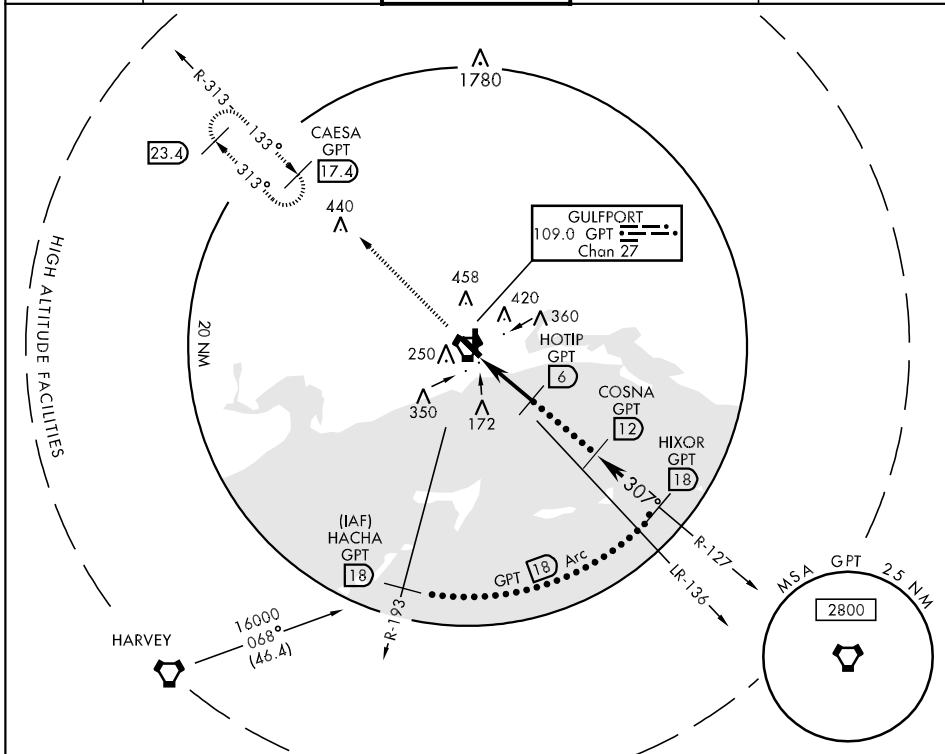 1780
R-313
133°
313°
23.4
CAESA
GPT
17.4
440
GULFPORT
109.0 GPT
Chan 27
458
420
360
HOTIP
GPT
6
250
350
172
COSNA
GPT
12
HIXOR
GPT
18
307°
R-127
LR-136
20 NM
HIGH ALTITUDE FACILITIES
(IAF)
HACHA
GPT
18
GPT 18 Arc
R-193
HARVEY
16000
068°
(46.4)
MSA GPT 25 NM
2800